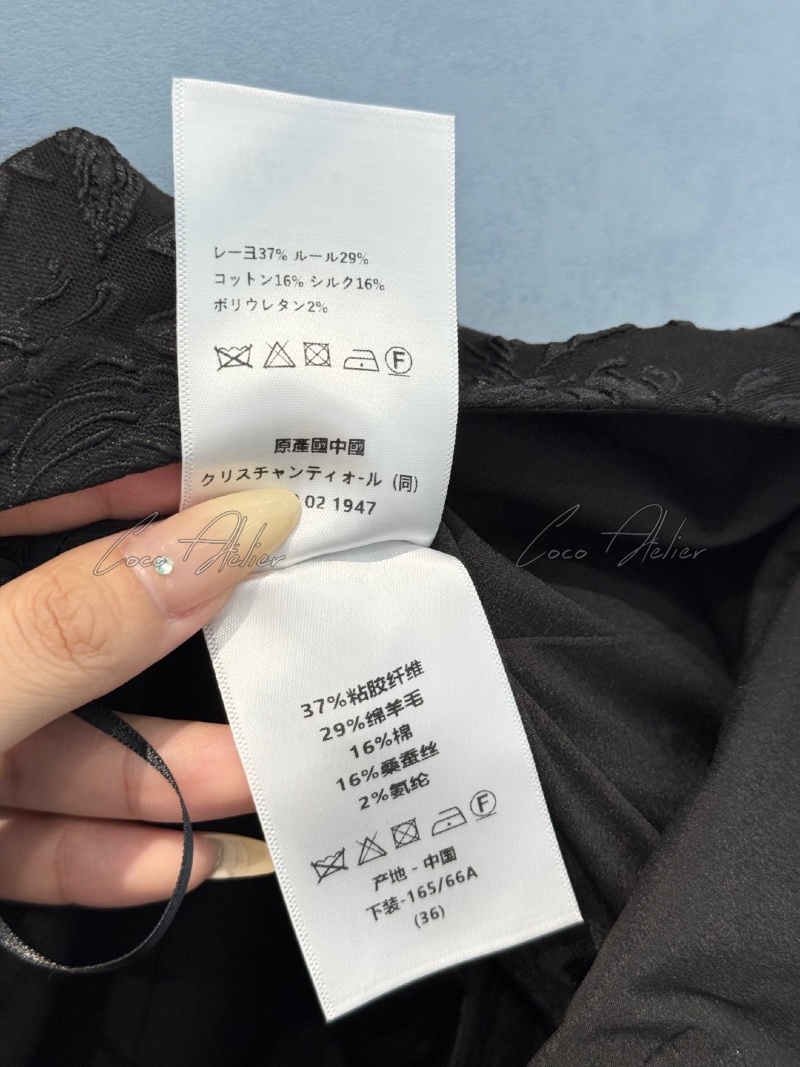 レーヨ37% ルール29%
コットン16% シルク16%
ポリウレタン2%
F
原產國中國
クリスチャンティオール (同)
02 1947
Coco Atelier
Coco Atelier
37%粘胶纤维
29%绵羊毛
16%棉
16%桑蚕丝
2%氨纶
F
产地 - 中国
下装-165/66A
(36)